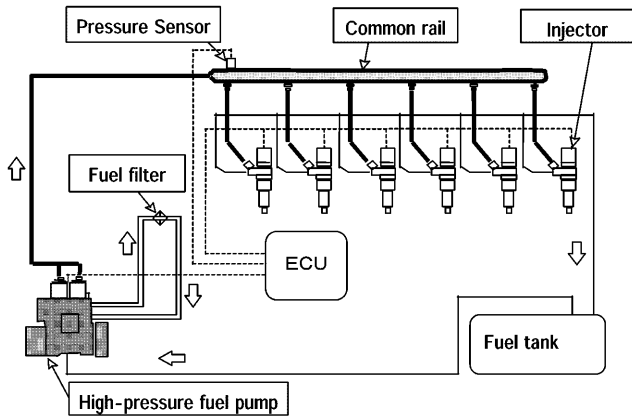 Pressure Sensor
Common rail
Injector
Fuel filter
ECU
Fuel tank
High-pressure fuel pump